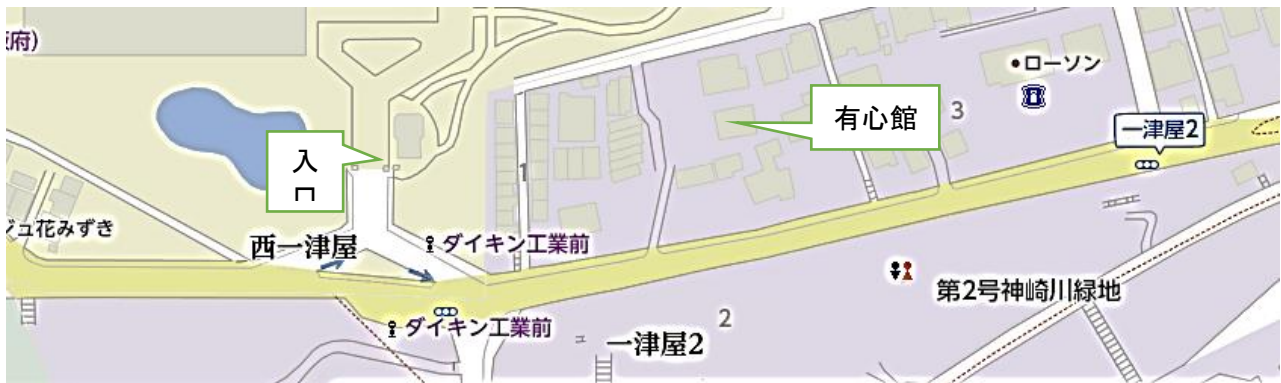 府)
・ローソン
有心館
3
一津屋2
入
口
1
ジュ花みずき
西一津屋
ダイキン工業前
第2号神崎川緑地
ダイキン工業前
2
一津屋2